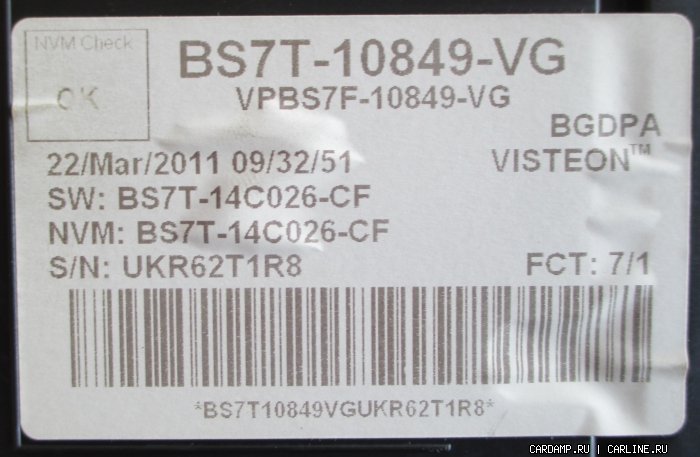 NVM Check
OK
BS7T-10849-VG
VPBS7F-10849-VG
BGDPA
22/Mar/2011 09/32/51
VISTEON™
SW: BS7T-14C026-CF
NVM: BS7T-14C026-CF
S/N: UKR62T1R8
FCT: 7/1
*BS7T10849VGUKR62T1R8*
CARDAMP.RU | CARLINE.RU